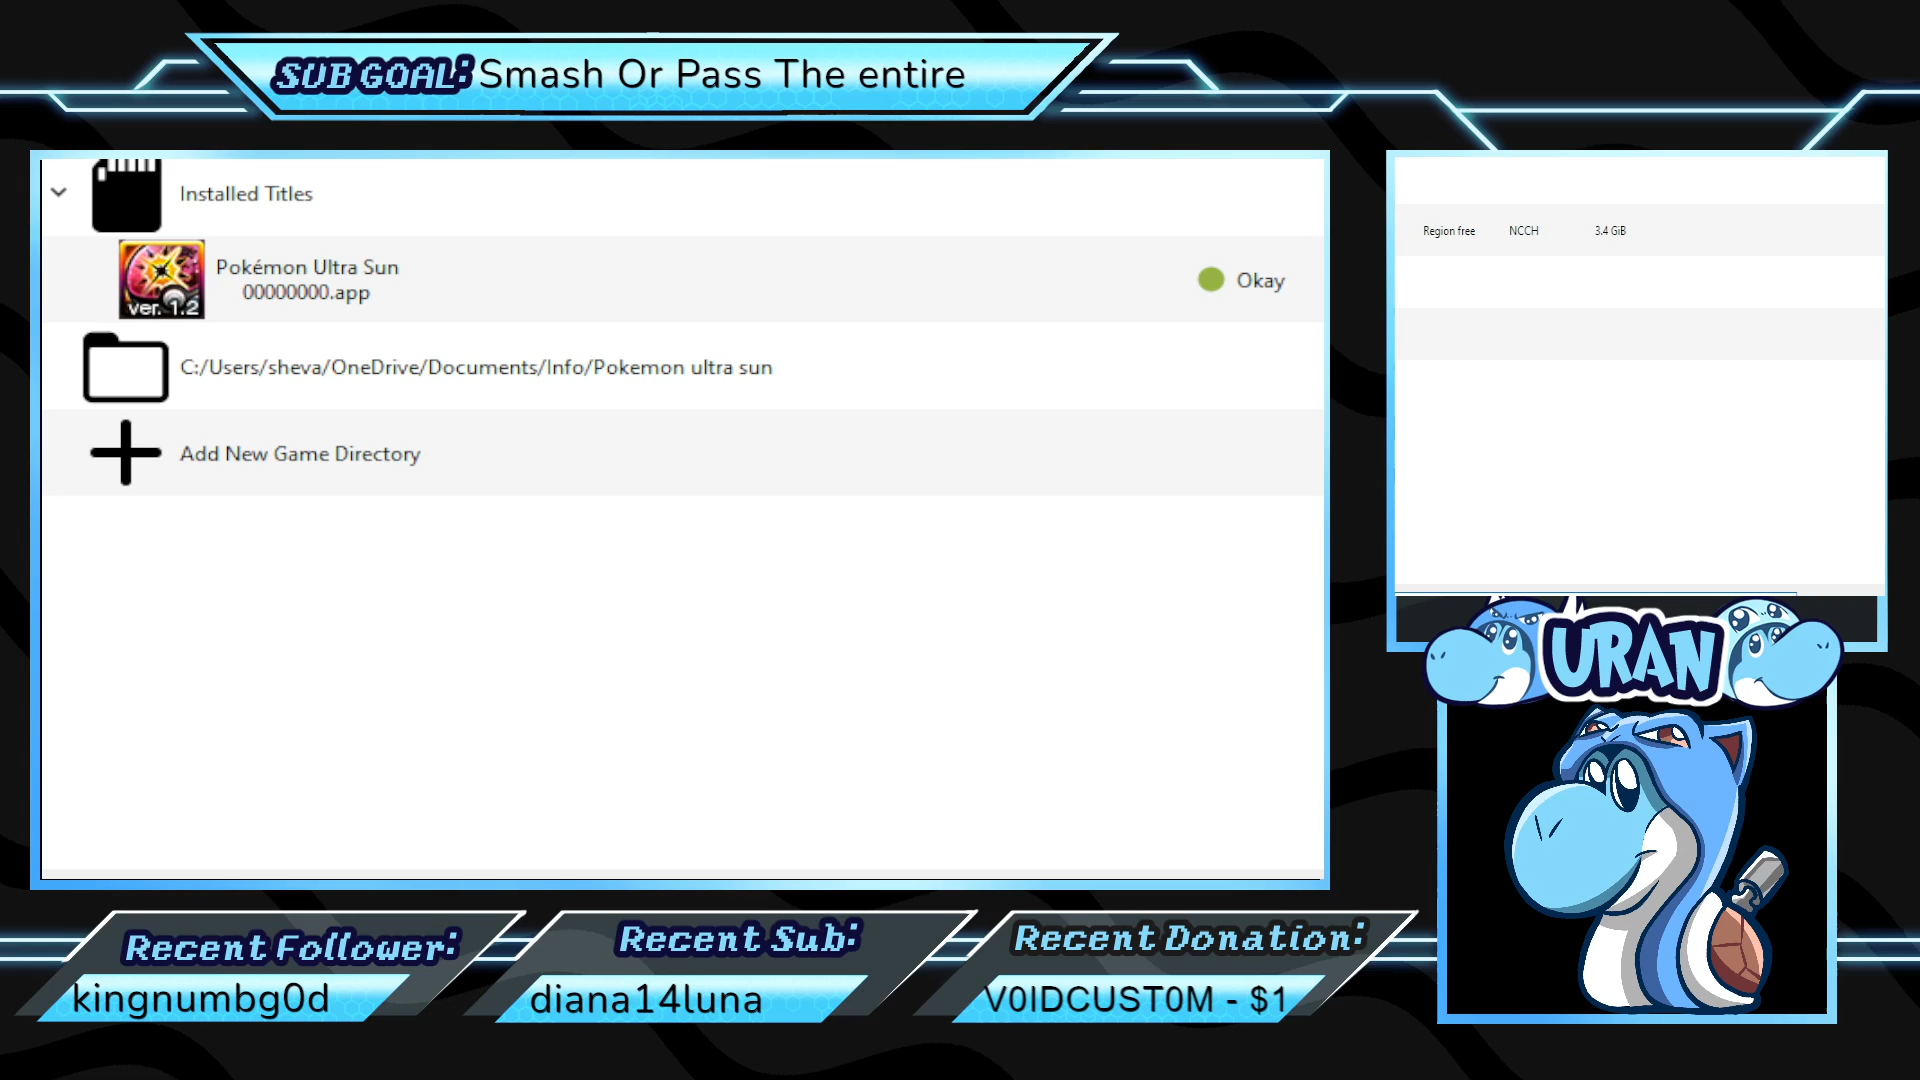 SUB GOAL: Smash Or Pass The entire
Installed Titles
Pokémon Ultra Sun
00000000.app
ver. 1.2
Okay
C:/Users/sheva/OneDrive/Documents/Info/Pokemon ultra sun
Add New Game Directory
Region free NCCH 3.4 GiB
URAN
Recent Follower:
kingnumbg0d
Recent Sub:
diana14luna
Recent Donation:
V0IDCUST0M - $1